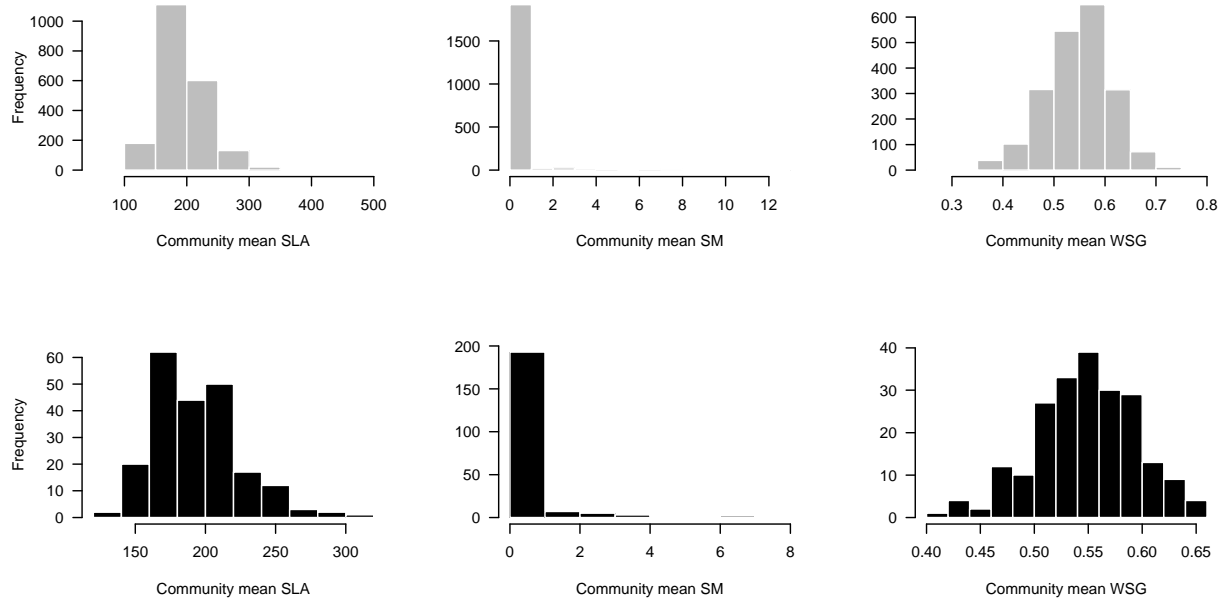 Frequency
1000
800
600
400
200
0
100 200 300 400 500
Community mean SLA
1500
1000
500
0
0 2 4 6 8 10 12
Community mean SM
600
500
400
300
200
100
0
0.3 0.4 0.5 0.6 0.7 0.8
Community mean WSG
Frequency
60
50
40
30
20
10
0
150 200 250 300
Community mean SLA
200
150
100
50
0
0 2 4 6 8
Community mean SM
40
30
20
10
0
0.40 0.45 0.50 0.55 0.60 0.65
Community mean WSG